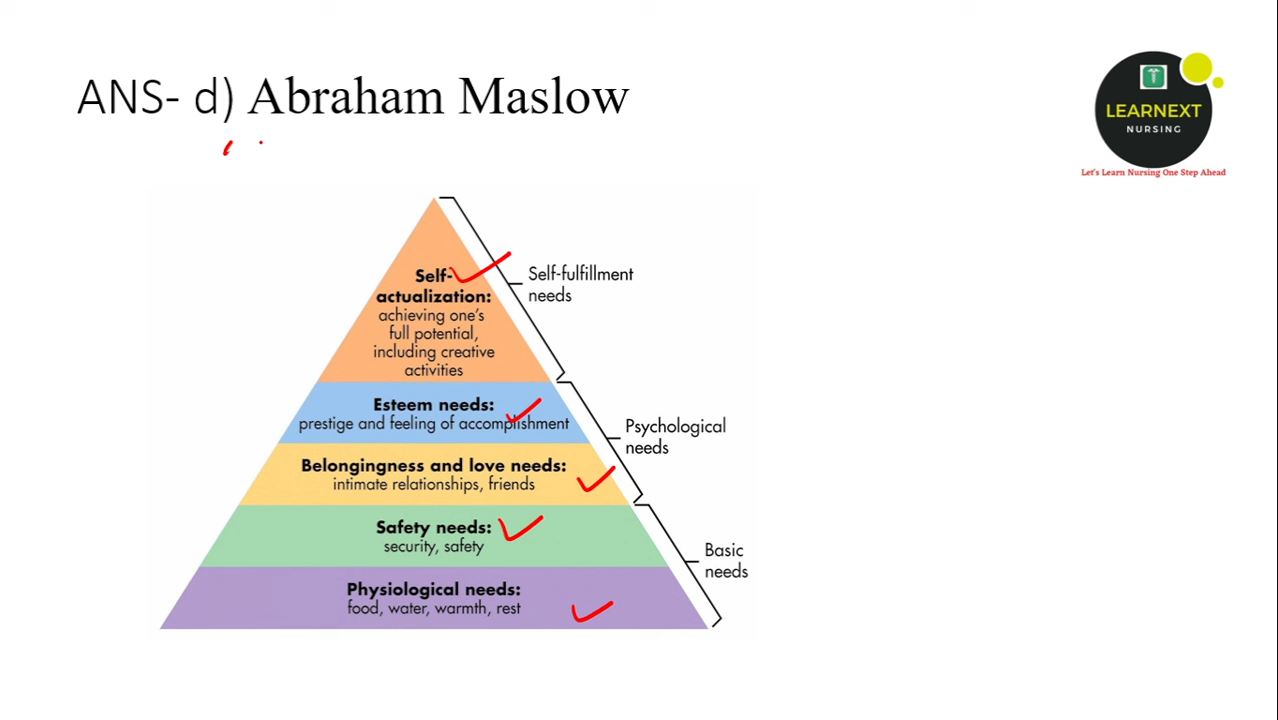 ANS- d) Abraham Maslow
LEARNEXT
NURSING
Let's Learn Nursing One Step Ahead
Self-
actualization:
achieving one's
full potential,
including creative
activities
Self-fulfillment
needs
Esteem needs:
prestige and feeling of accomplishment
Belongingness and love needs:
intimate relationships, friends
Psychological
needs
Safety needs:
security, safety
Physiological needs:
food, water, warmth, rest
Basic
needs